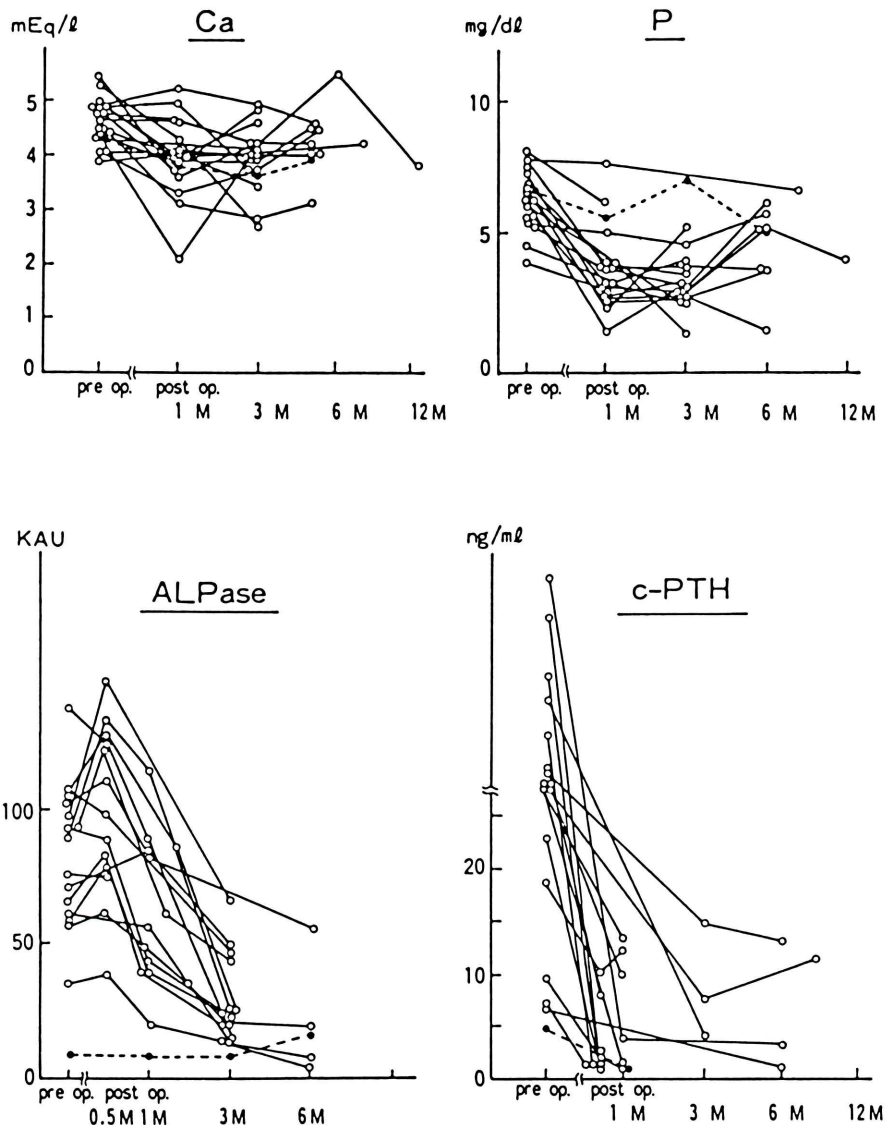 mEq/ℓ Ca
5
4
3
2
1
0
pre op. post op.
1 M 3 M 6 M 12 M
mg/dℓ P
10
5
0
pre op. post op.
1 M 3 M 6 M 12 M
KAU
ALPase
100
50
0
pre op. post op.
0.5 M 1 M 3 M 6 M
ng/mℓ
c-PTH
20
10
0
pre op. post op.
1 M 3 M 6 M 12 M